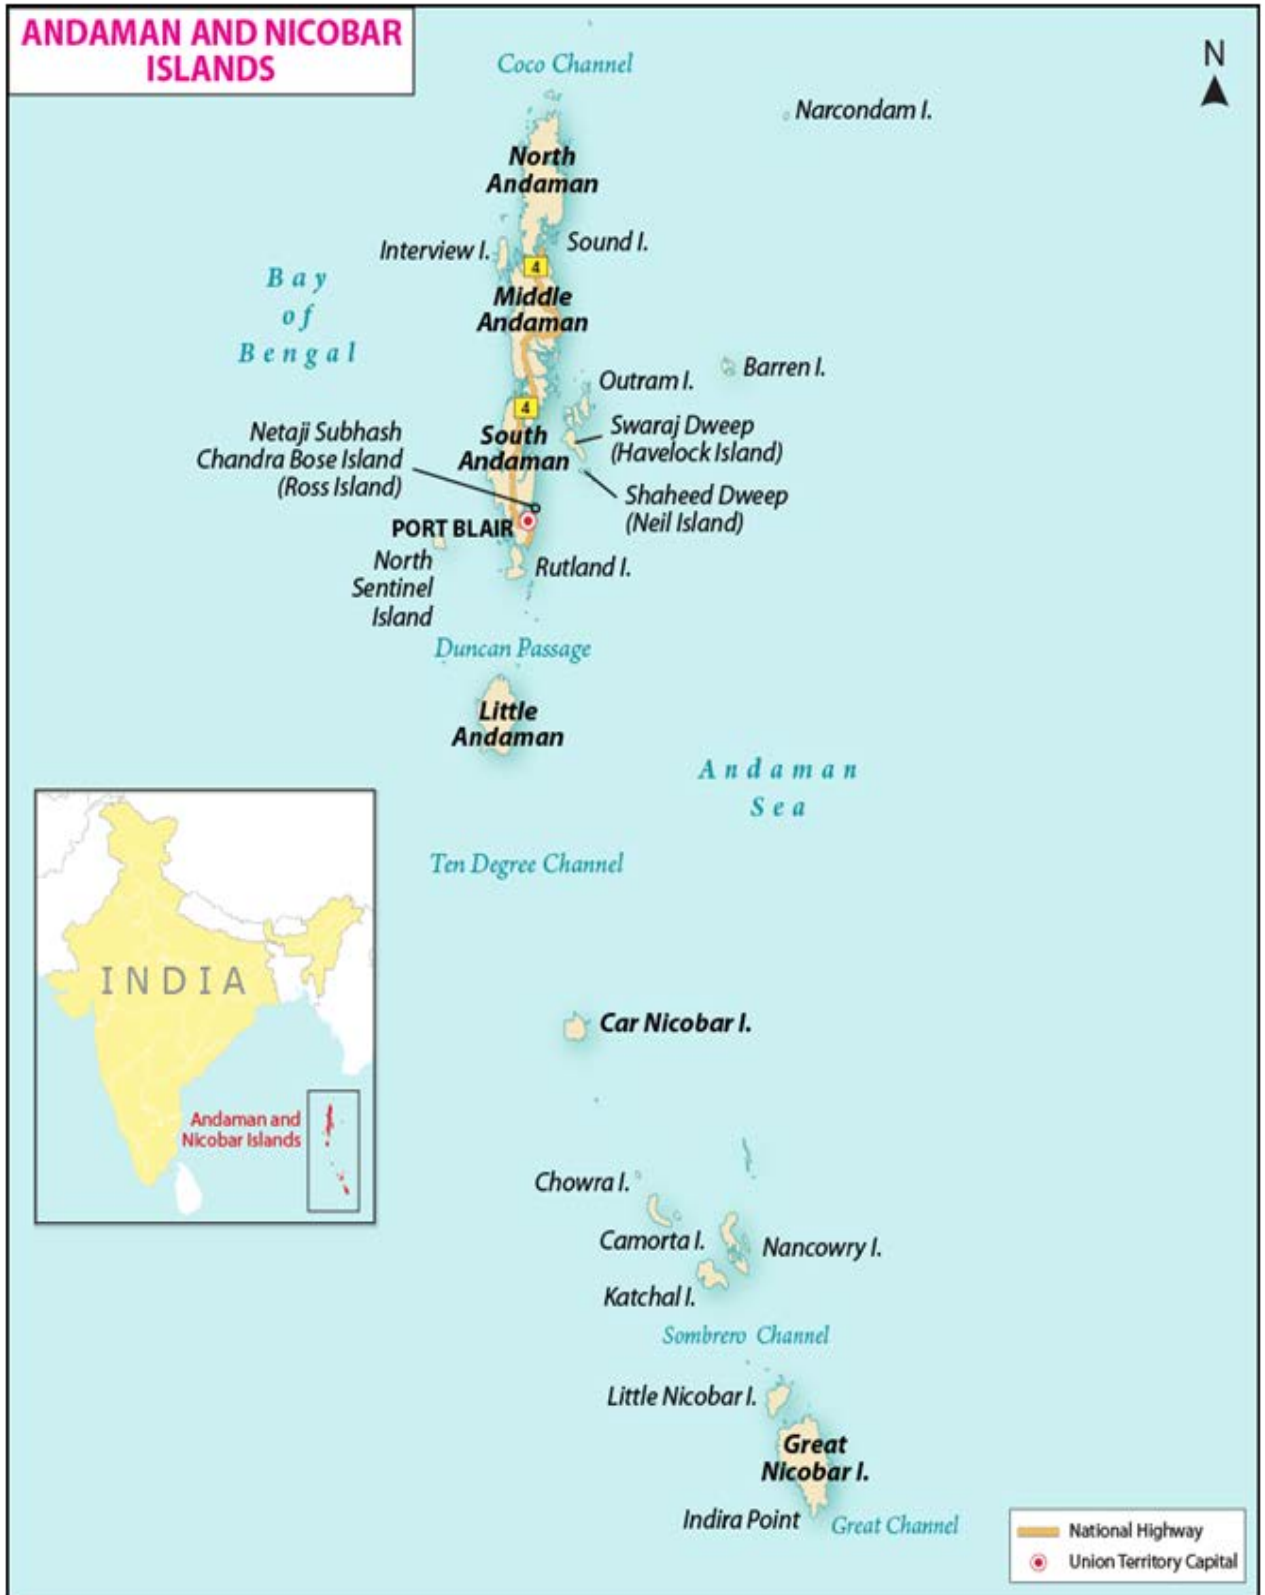 ANDAMAN AND NICOBAR
ISLANDS
Coco Channel
N
Narcondam I.
North
Andaman
Interview I.
Sound I.
4
Bay
of
Bengal
Middle
Andaman
Barren I.
Outram I.
4
Swaraj Dweep
(Havelock Island)
Netaji Subhash
Chandra Bose Island
(Ross Island)
South
Andaman
Shaheed Dweep
(Neil Island)
PORT BLAIR
North
Sentinel
Island
Rutland I.
Duncan Passage
Little
Andaman
Andaman
Sea
Ten Degree Channel
INDIA
Andaman and
Nicobar Islands
Car Nicobar I.
Chowra I.
Camorta I.
Nancowry I.
Katchal I.
Sombrero Channel
Little Nicobar I.
Great
Nicobar I.
Indira Point
Great Channel
National Highway
Union Territory Capital